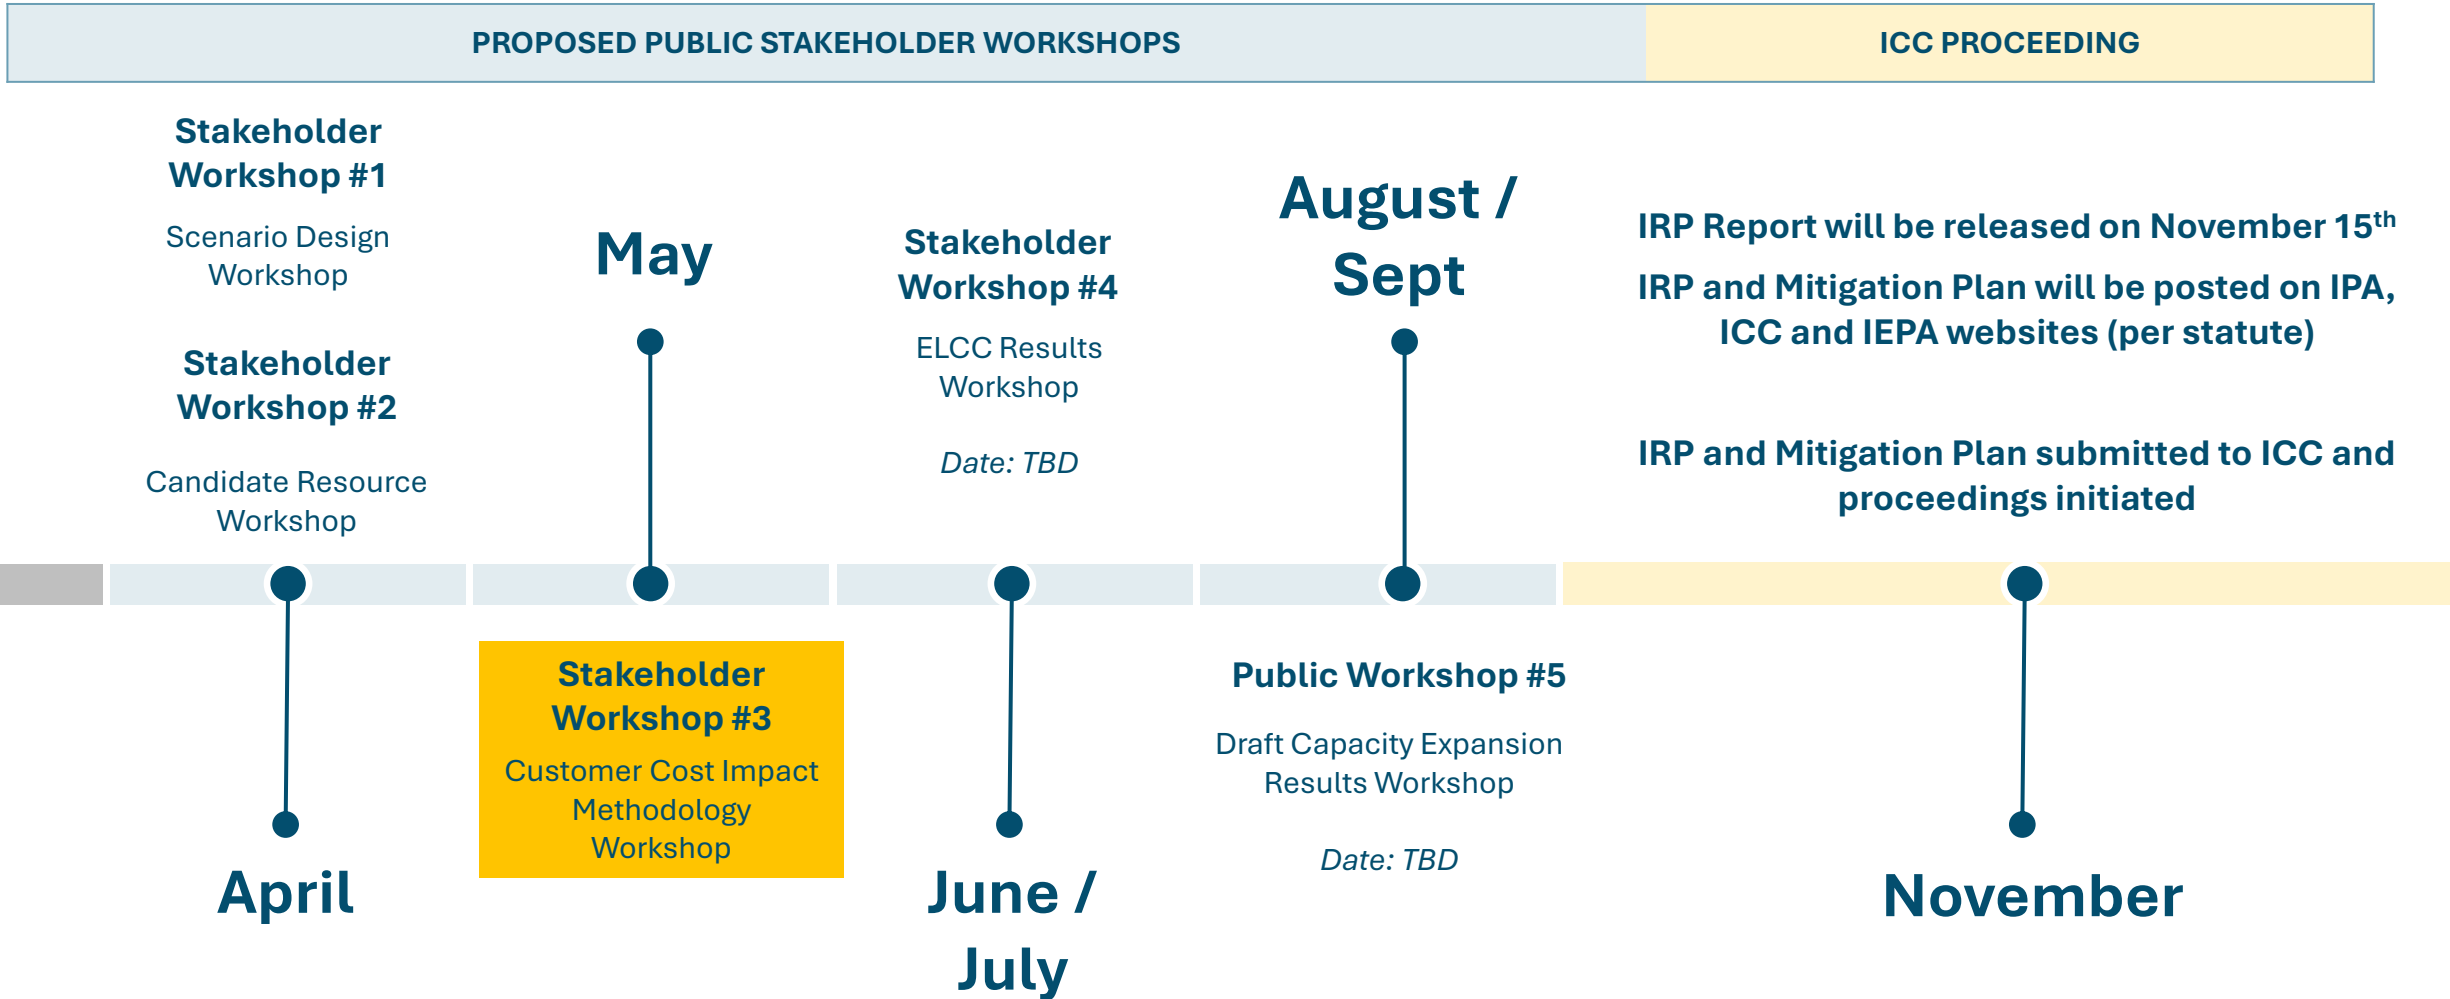 PROPOSED PUBLIC STAKEHOLDER WORKSHOPS
ICC PROCEEDING
Stakeholder
Workshop #1
Scenario Design
Workshop
Stakeholder
Workshop #2
Candidate Resource
Workshop
April
May
Stakeholder
Workshop #3
Customer Cost Impact
Methodology
Workshop
Stakeholder
Workshop #4
ELCC Results
Workshop
Date: TBD
June /
July
August /
Sept
Public Workshop #5
Draft Capacity Expansion
Results Workshop
Date: TBD
IRP Report will be released on November 15th
IRP and Mitigation Plan will be posted on IPA,
ICC and IEPA websites (per statute)
IRP and Mitigation Plan submitted to ICC and
proceedings initiated
November